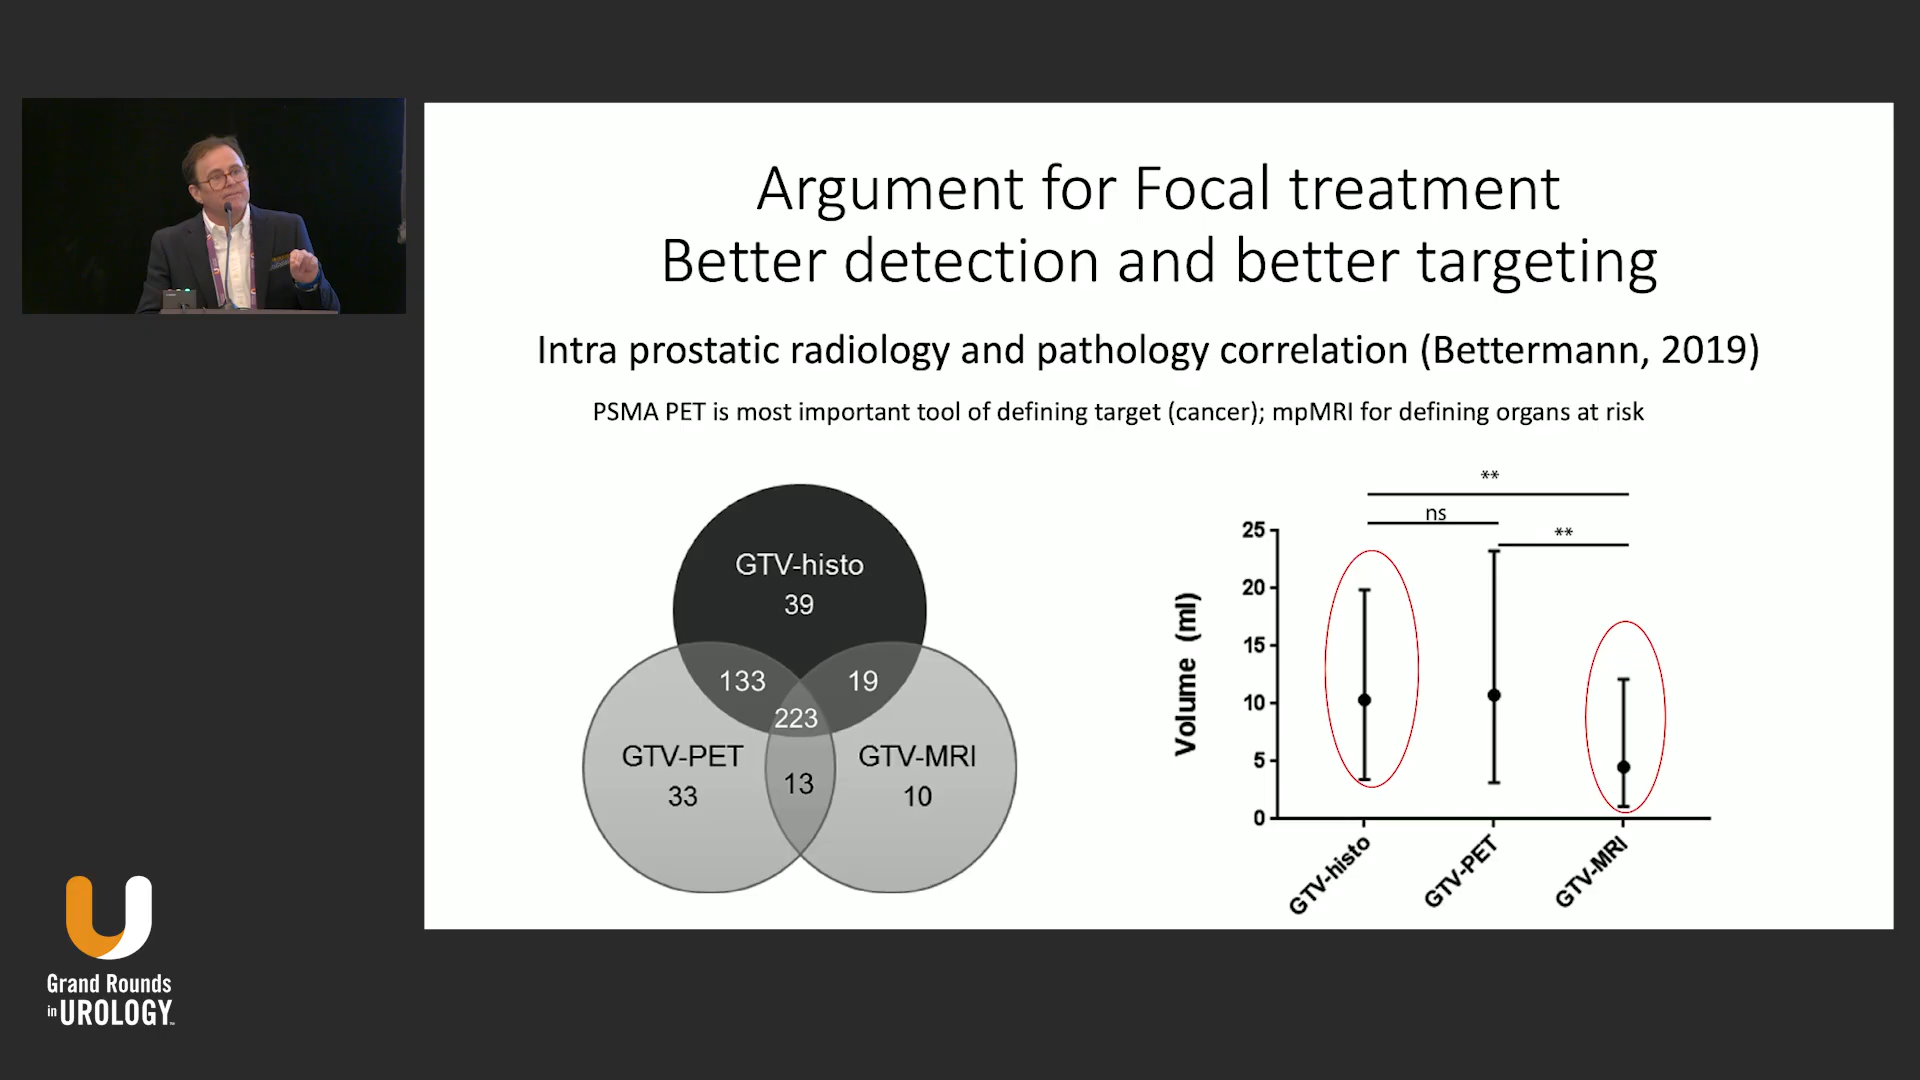 Argument for Focal treatment
Better detection and better targeting
Intra prostatic radiology and pathology correlation (Bettermann, 2019)
PSMA PET is most important tool of defining target (cancer); mpMRI for defining organs at risk
GTV-histo
39
133
19
223
GTV-PET
33
GTV-MRI
10
13
**
ns
**
25
20
15
10
5
0
Volume (ml)
GTV-histo
GTV-PET
GTV-MRI
Grand Rounds
in UROLOGY™